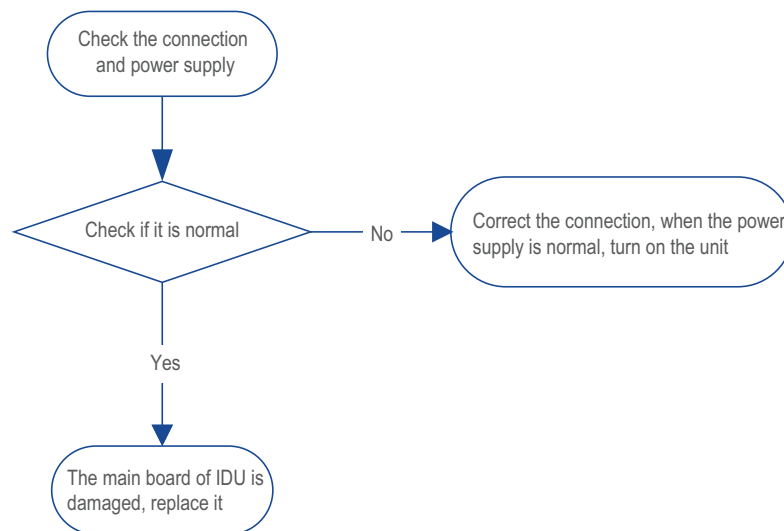 Check the connection
and power supply
Check if it is normal
No
Correct the connection, when the power
supply is normal, turn on the unit
Yes
The main board of IDU is
damaged, replace it